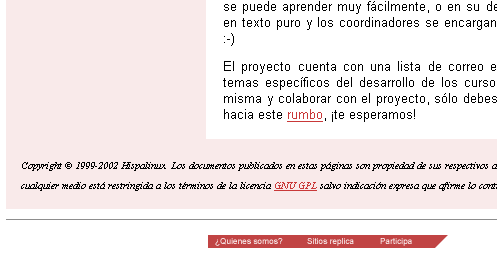 se puede aprender muy fácilmente, o en su de
en texto puro y los coordinadores se encargan
:-)
El proyecto cuenta con una lista de correo e
temas específicos del desarrollo de los curso
misma y colaborar con el proyecto, sólo debes
hacia este rumbo, ¡te esperamos!
Copyright © 1999-2002 Hispalinux. Los documentos publicados en estas páginas son propiedad de sus respectivos a
cualquier medio está restringida a los términos de la licencia GNU GPL salvo indicación expresa que afirme lo cont
¿Quienes somos? Sitios replica Participa